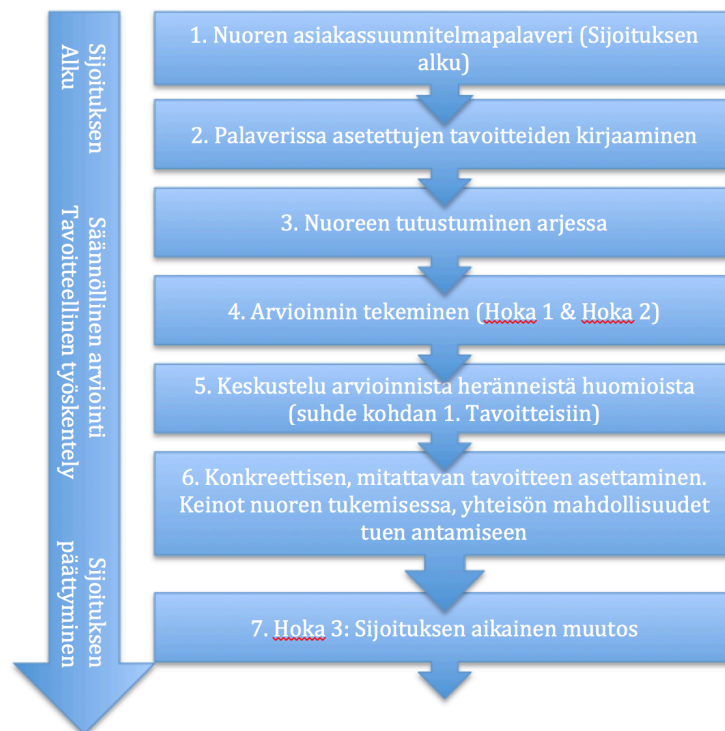 1. Nuoren asiakassuunnitelmapalaveri (Sijoituksen
alku)
2. Palaverissa asetettujen tavoitteiden kirjaaminen
3. Nuoreen tutustuminen arjessa
4. Arvioinnin tekeminen (Hoka 1 & Hoka 2)
5. Keskustelu arvioinnista heränneistä huomioista
(suhde kohdan 1. Tavoitteisiin)
6. Konkreettisen, mitattavan tavoitteen asettaminen.
Keinot nuoren tukemisessa, yhteisön mahdollisuudet
tuen antamiseen
7. Hoka 3: Sijoituksen aikainen muutos
Sijoituksen
Alku
Säännöllinen arviointi
Tavoitteellinen työskentely
Sijoituksen
päättyminen